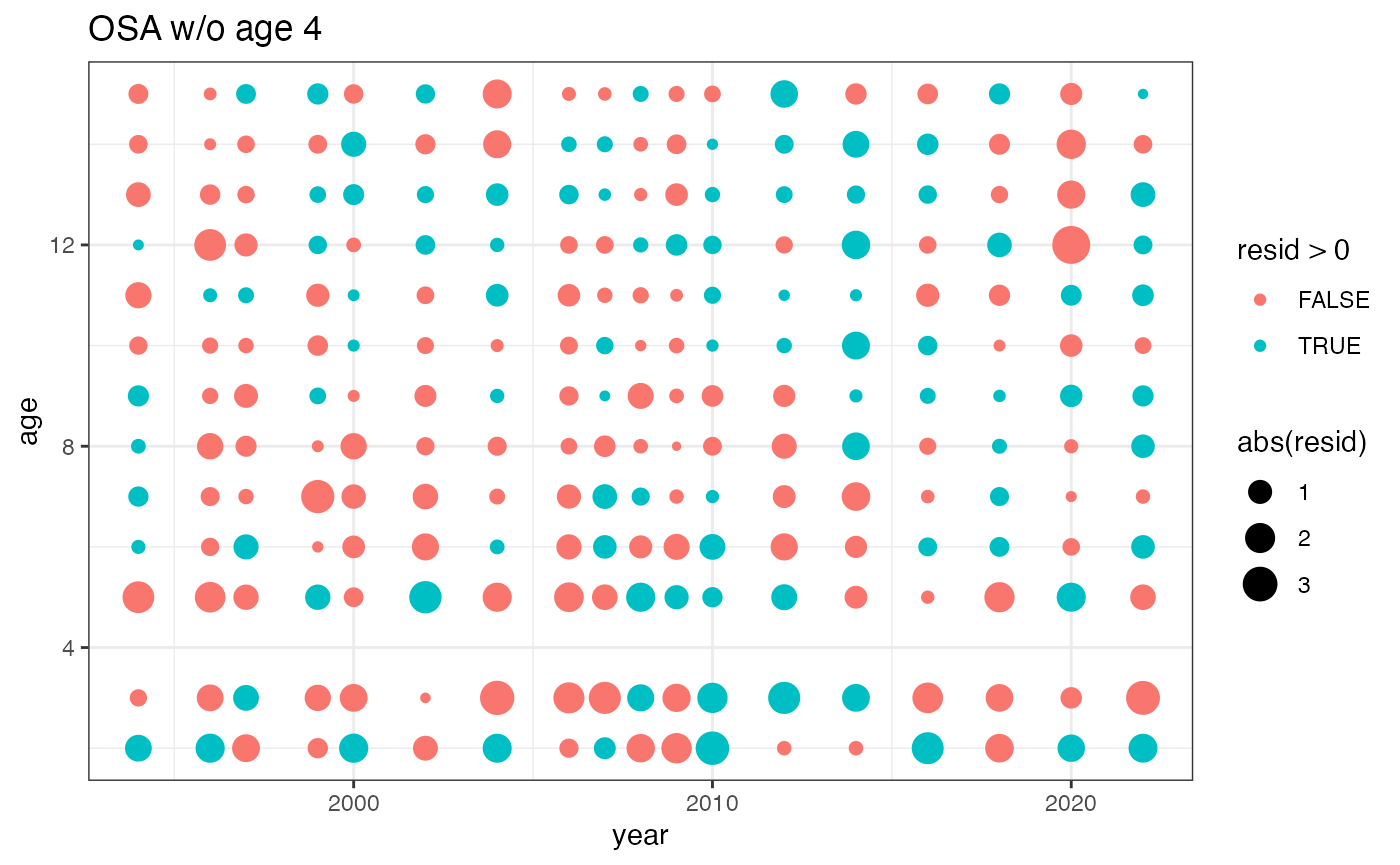 OSA w/o age 4
12
8
4
age
2000
2010
2020
year
resid > 0
FALSE
TRUE
abs(resid)
1
2
3